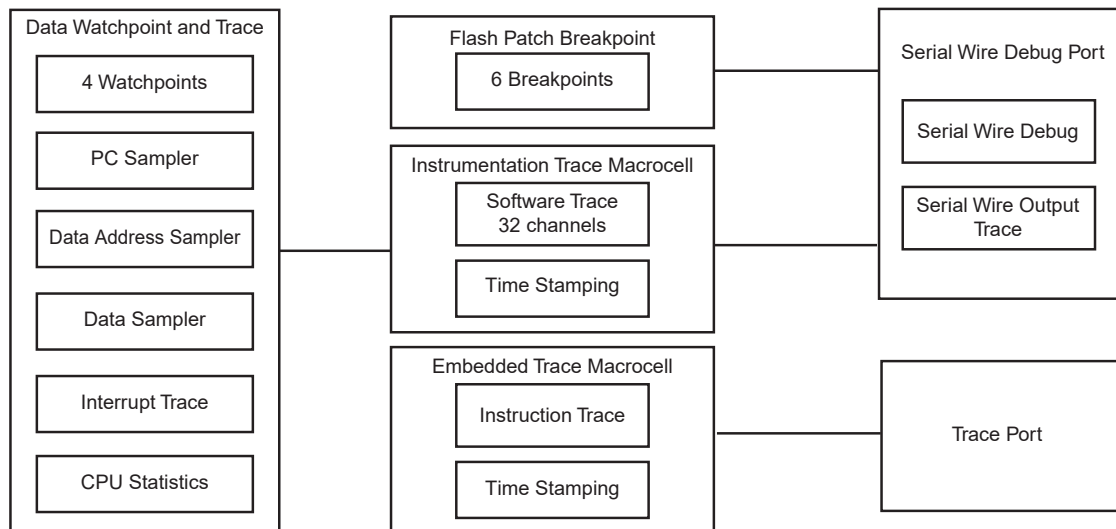 Data Watchpoint and Trace
4 Watchpoints
PC Sampler
Data Address Sampler
Data Sampler
Interrupt Trace
CPU Statistics
Flash Patch Breakpoint
6 Breakpoints
Instrumentation Trace Macrocell
Software Trace
32 channels
Time Stamping
Embedded Trace Macrocell
Instruction Trace
Time Stamping
Serial Wire Debug Port
Serial Wire Debug
Serial Wire Output
Trace
Trace Port